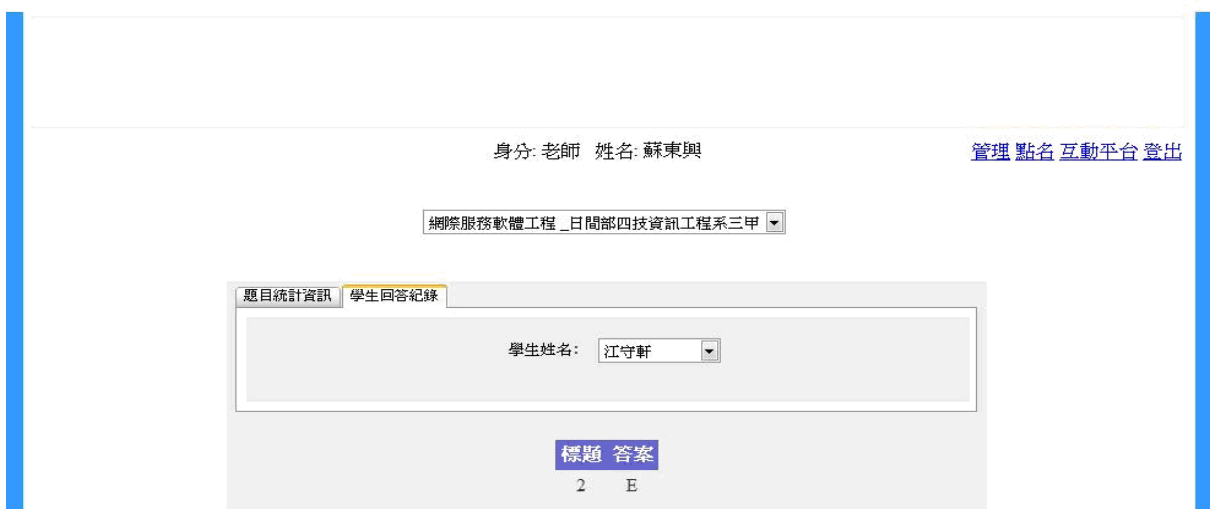 身分: 老師 姓名: 蘇東興
管理 點名 互動平台 登出
網際服務軟體工程 _日間部四技資訊工程系三甲
題目統計資訊 學生回答紀錄
學生姓名: 江守軒
標題 答案
2 E